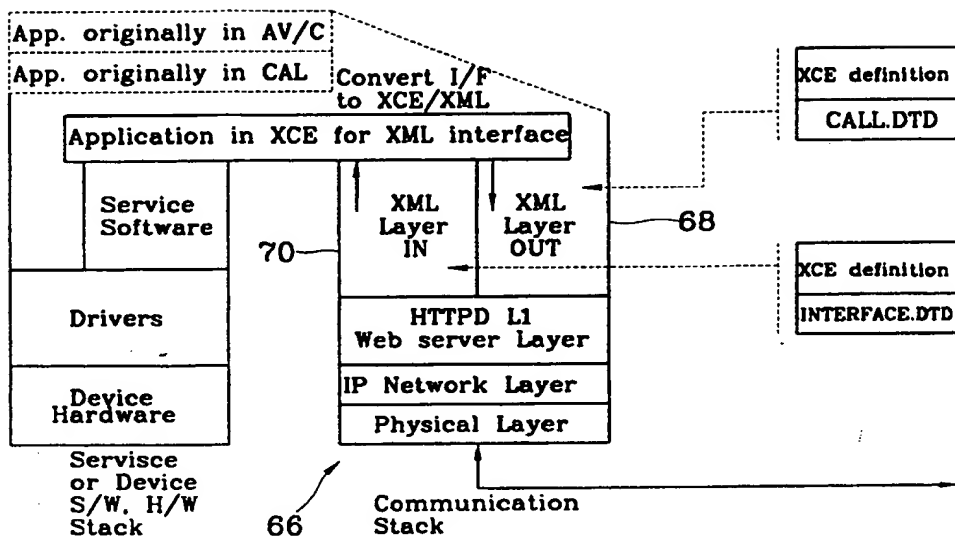 App. originally in AV/C
App. originally in CAL
Convert I/F
to XCE/XML
Application in XCE for XML interface
Service
Software
XML
Layer
IN
XML
Layer
OUT
70
68
XCE definition
CALL.DTD
XCE definition
INTERFACE.DTD
Drivers
HTTPD L1
Web server Layer
Device
Hardware
IP Network Layer
Physical Layer
Servisce
or Device
S/W, H/W
Stack
66
Communication
Stack